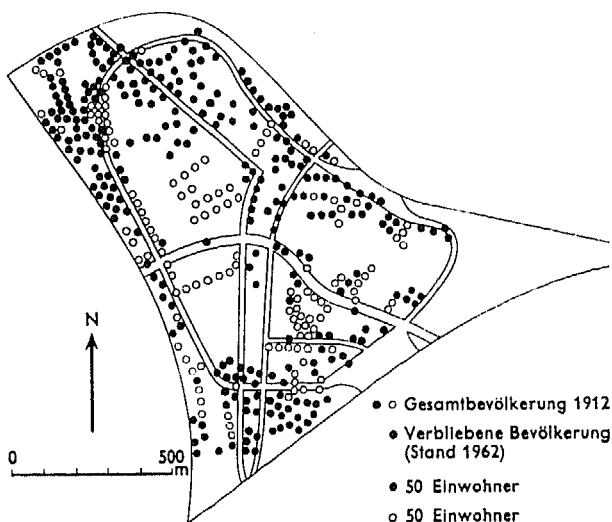 N
0 500
m
Gesamtbevölkerung 1912
Verbliebene Bevölkerung
(Stand 1962)
50 Einwohner
50 Einwohner